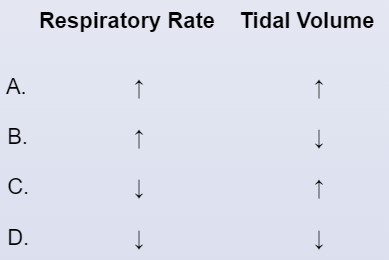 Respiratory Rate Tidal Volume
A. ↑ ↑
B. ↑ ↓
C. ↓ ↑
D. ↓ ↓